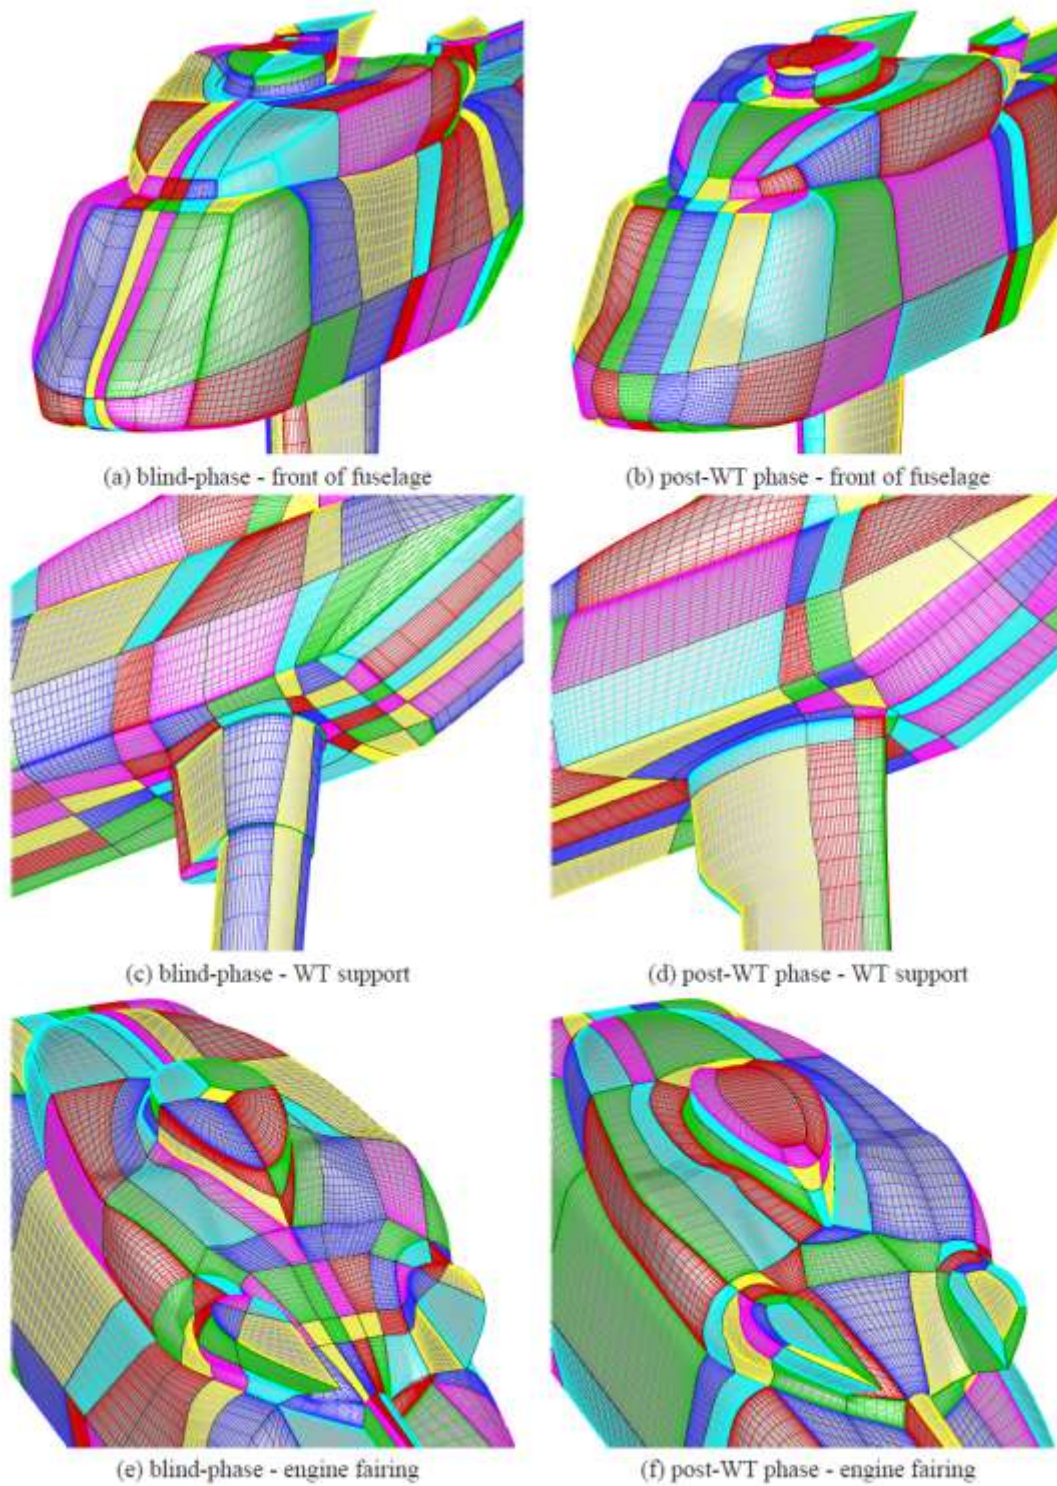 (a) blind-phase - front of fuselage
(b) post-WT phase - front of fuselage
(c) blind-phase - WT support
(d) post-WT phase - WT support
(e) blind-phase - engine fairing
(f) post-WT phase - engine fairing